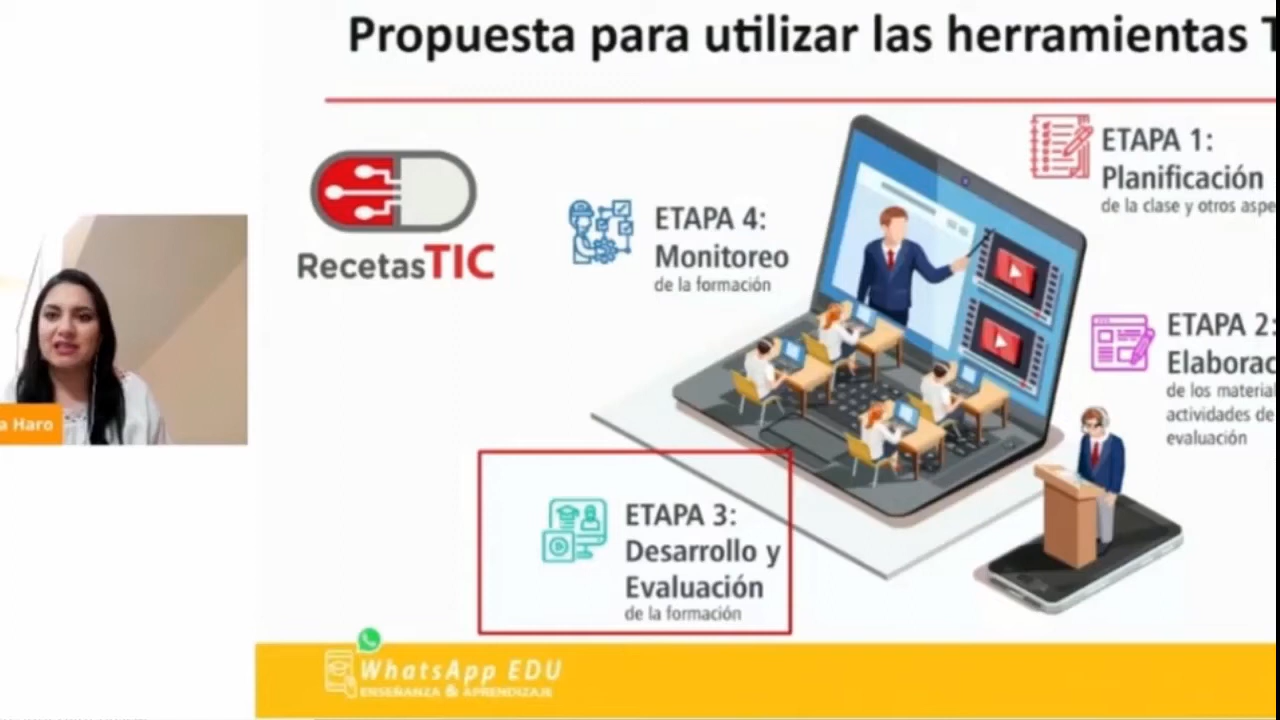 Propuesta para utilizar las herramientas T
RecetasTIC
ETAPA 4:
Monitoreo
de la formación
ETAPA 1:
Planificación
de la clase y otros aspe
ETAPA 2:
Elaborac
de los material
actividades de
evaluación
a Haro
ETAPA 3:
Desarrollo y
Evaluación
de la formación
WhatsApp EDU
ENSEÑANZA & APRENDIZAJE